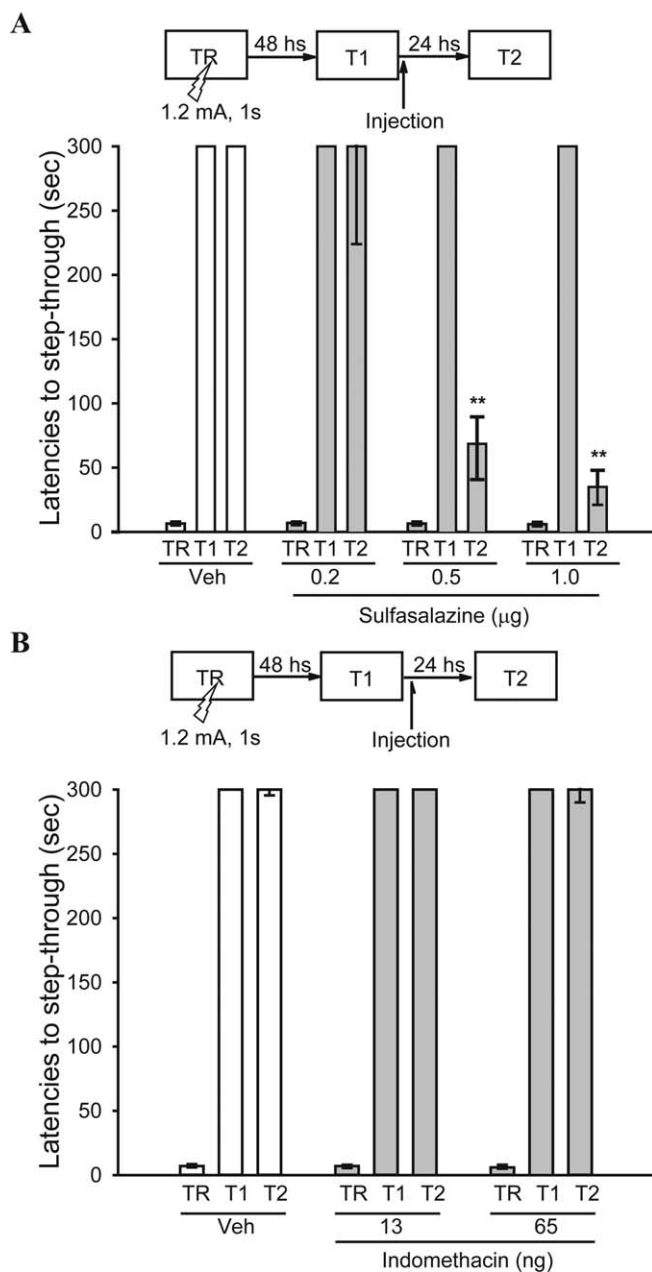 A
TR 48 hs T1 24 hs T2
1.2 mA, 1s
Injection
Latencies to step-through (sec)
300
250
200
150
100
50
0
** **
TR T1 T2 TR T1 T2 TR T1 T2 TR T1 T2
Veh 0.2 0.5 1.0
Sulfasalazine (μg)
B
TR 48 hs T1 24 hs T2
1.2 mA, 1s
Injection
Latencies to step-through (sec)
300
250
200
150
100
50
0
TR T1 T2 TR T1 T2 TR T1 T2
Veh 13 65
Indomethacin (ng)